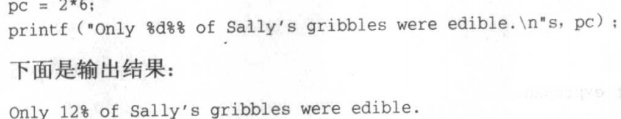 pc = 2*6;
printf ("Only %d%% of Sally's gribbles were edible.\n"s, pc) ;
下面是输出结果：
Only 12% of Sally's gribbles were edible.